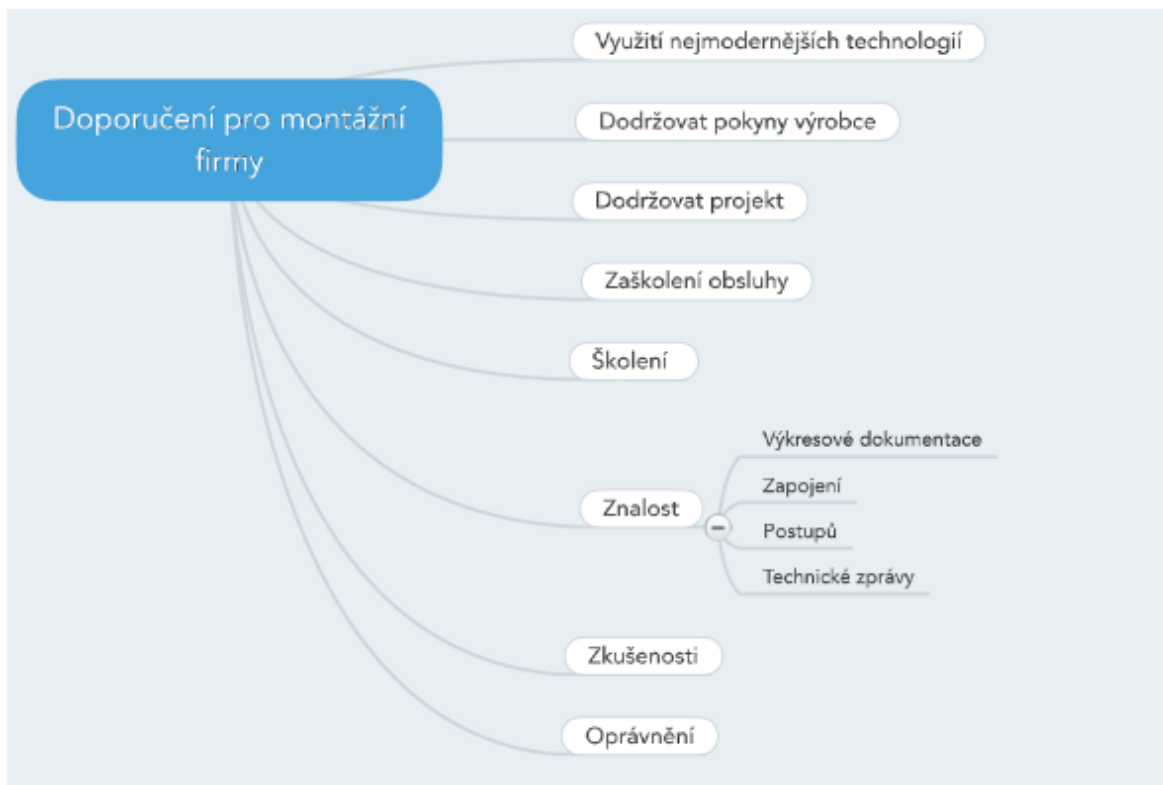 Doporučení pro montážní
firmy
Využití nejmodernějších technologií
Dodržovat pokyny výrobce
Dodržovat projekt
Zaškolení obsluhy
Školení
Znalost
Výkresové dokumentace
Zapojení
Postupů
Technické zprávy
Zkušenosti
Oprávnění